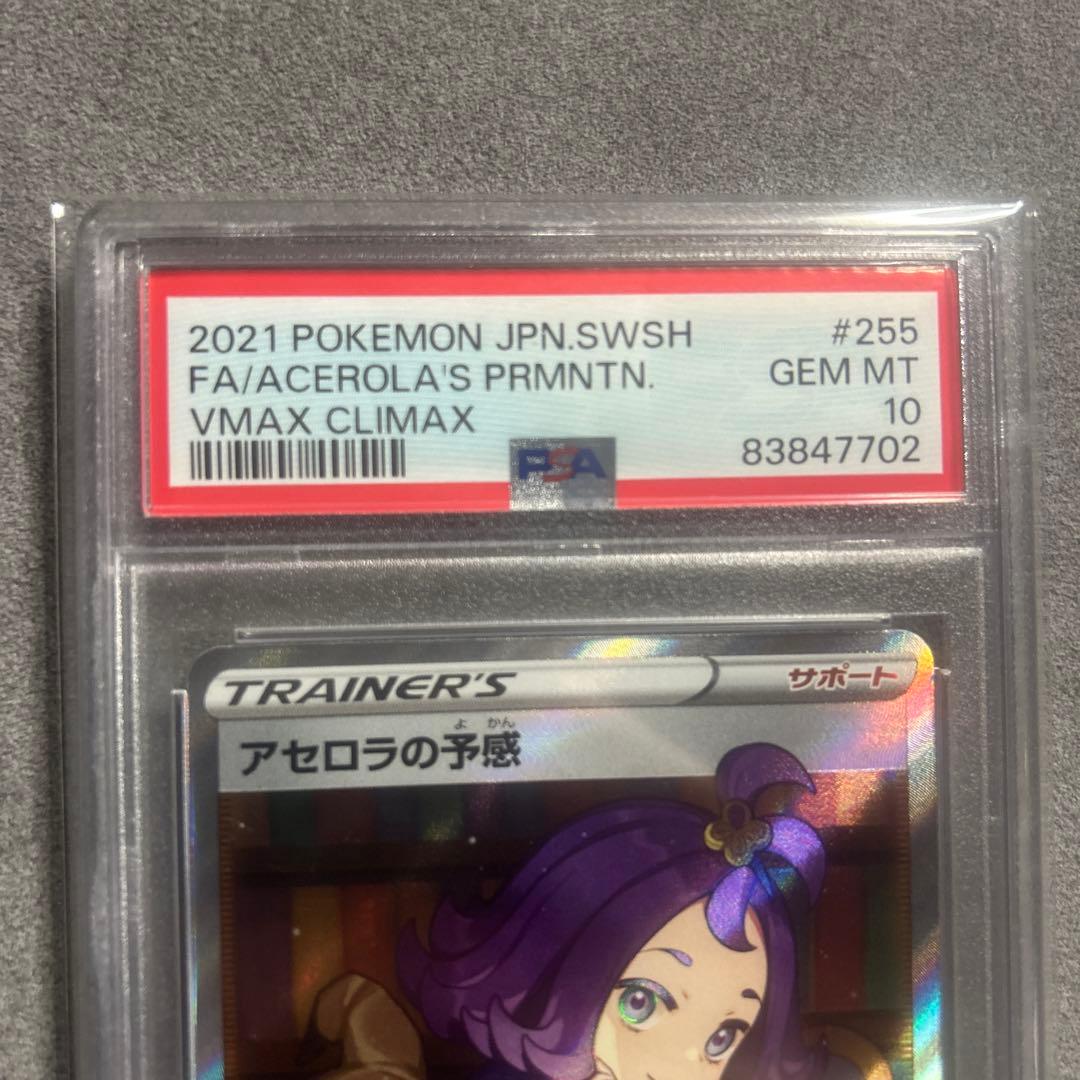 2021 POKEMON JPN.SWSH #255
FA/ACEROLA'S PRMNTN. GEM MT
VMAX CLIMAX 10
83847702
PSA
TRAINER'S サポート
よ かん
アセロラの予感